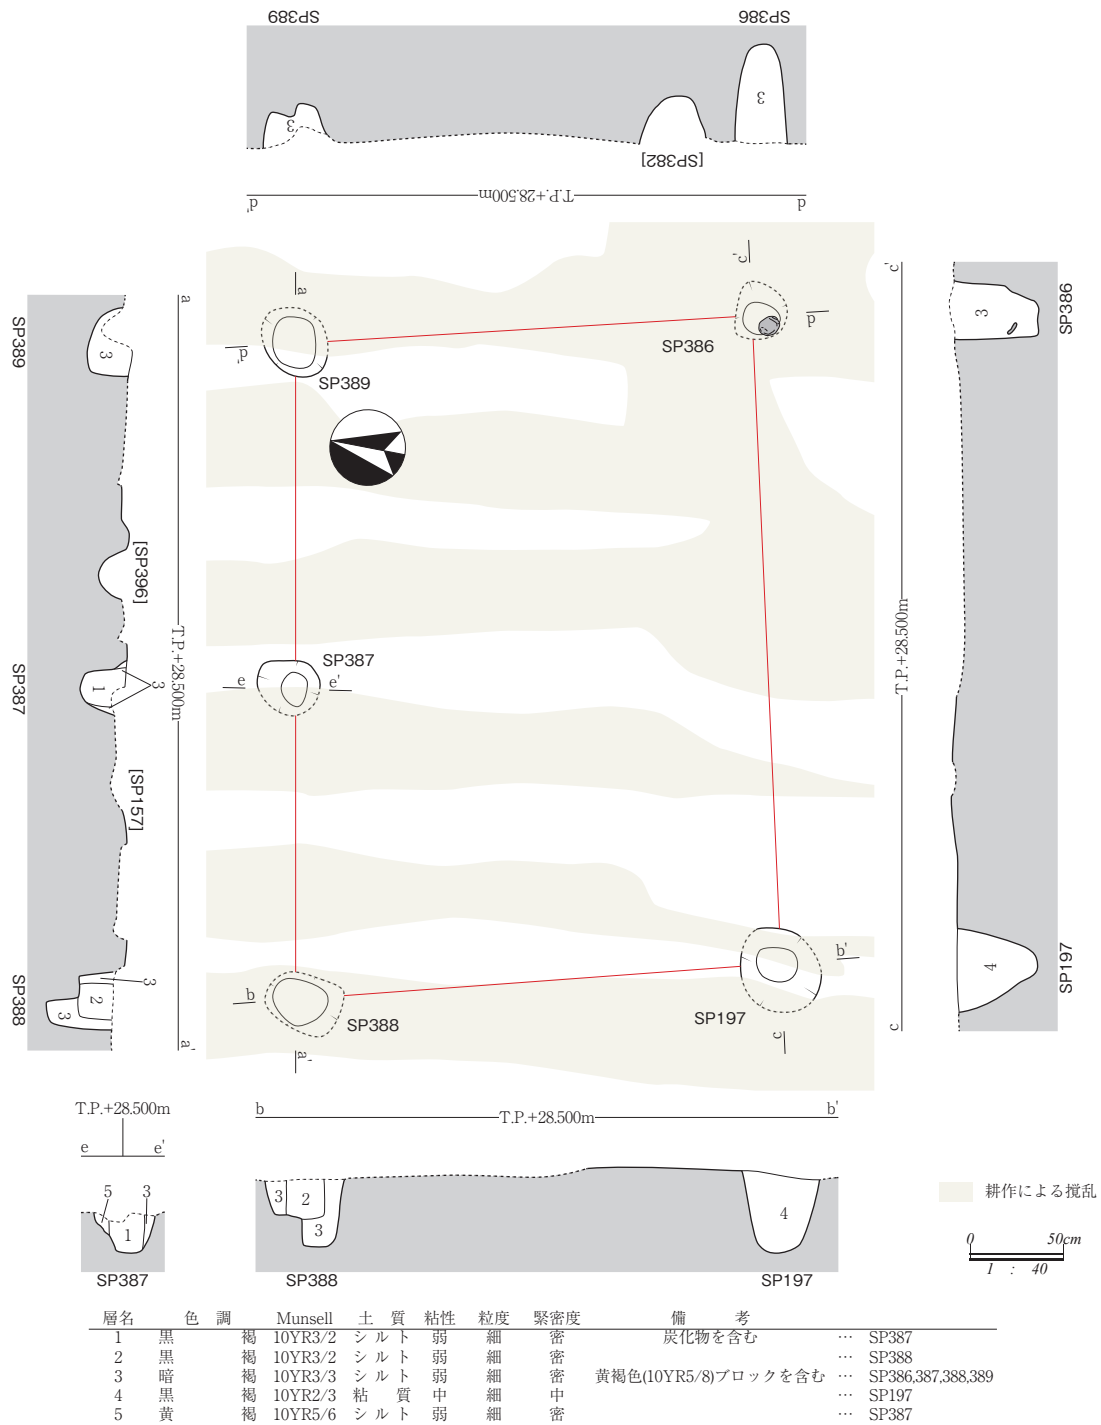 SP389
SP386
3
3
[SP382]
d'
T.P.+28.500m
d
a
c'
c'
a
SP386
SP389
3
d'
d
SP386
3
SP389
[SP396]
T.P.+28.500m
T.P.+28.500m
SP387
SP387
1
3
e
e'
[SP157]
b'
4
SP197
b
SP388
SP197
3
2
3
SP388
a'
a'
c
c
T.P.+28.500m
e
e'
b
T.P.+28.500m
b'
5
3
1
SP387
3
2
3
SP388
4
SP197
耕作による撹乱
0
50cm
1 : 40
層名 色調 Munsell 土質 粘性 粒度 緊密度 備考
1 黒褐 10YR3/2 シルト 弱 細 密 炭化物を含む … SP387
2 黒褐 10YR3/2 シルト 弱 細 密 … SP388
3 暗褐 10YR3/3 シルト 弱 細 密 黄褐色(10YR5/8)ブロックを含む … SP386,387,388,389
4 黒褐 10YR2/3 粘質 中 細 中 … SP197
5 黄褐 10YR5/6 シルト 弱 細 密 … SP387